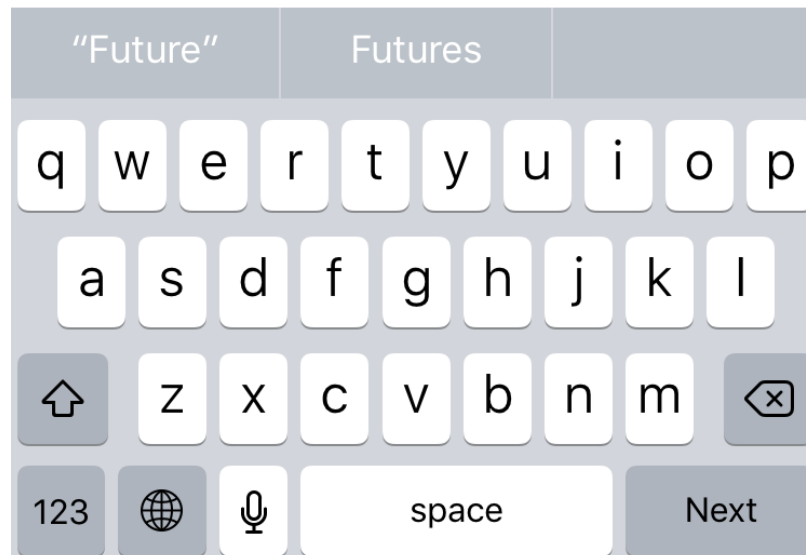 “Future” Futures
q w e r t y u i o p
a s d f g h j k l
z x c v b n m
123 space Next